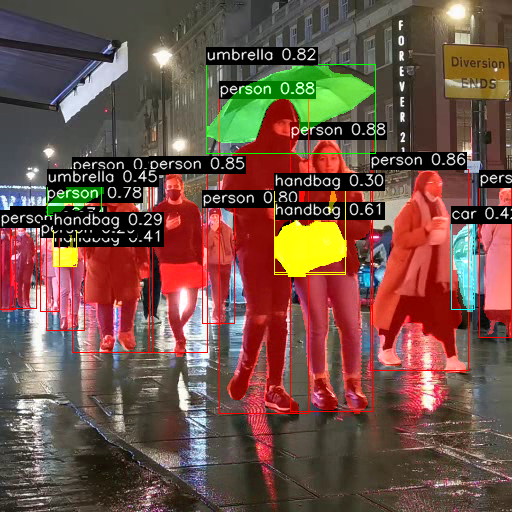 umbrella 0.82
person 0.88
person 0.88
person 0.85
person 0.86
umbrella 0.45
person 0.78
person 0.80
handbag 0.30
handbag 0.61
handbag 0.29
0.41
car 0.4
FOREVER 21
Diversion
ENDS